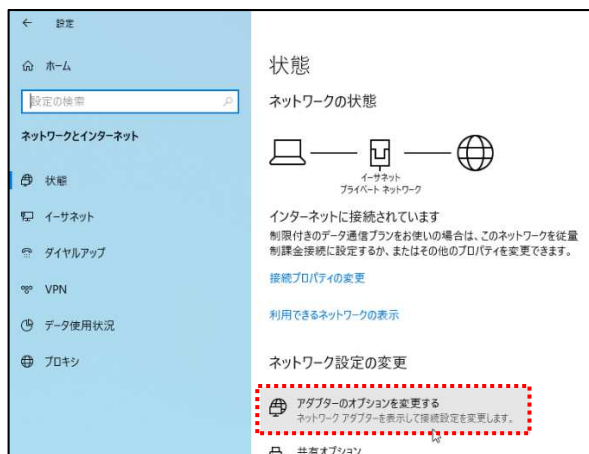 設定
ホーム
設定の検索
ネットワークとインターネット
状態
イーサネット
ダイヤルアップ
VPN
データ使用状況
プロキシ
状態
ネットワークの状態
イーサネット
プライベート ネットワーク
インターネットに接続されています
制限付きのデータ通信プランをお使いの場合は、このネットワークを従量
制課金接続に設定するか、またはその他のプロパティを変更できます。
接続プロパティの変更
利用できるネットワークの表示
ネットワーク設定の変更
アダプターのオプションを変更する
ネットワーク アダプターを表示して接続設定を変更します。
共有オプション